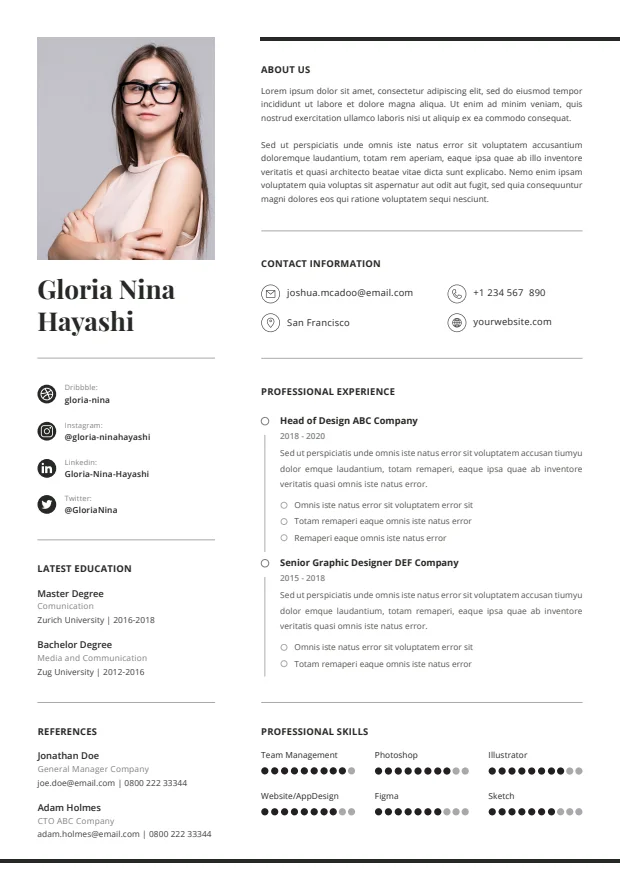 Gloria Nina
Hayashi
Dribbble:
gloria-nina
Instagram:
@gloria-ninahayashi
Linkedin:
Gloria-Nina-Hayashi
Twitter:
@GloriaNina
LATEST EDUCATION
Master Degree
Comunication
Zurich University | 2016-2018
Bachelor Degree
Media and Communication
Zug University | 2012-2016
REFERENCES
Jonathan Doe
General Manager Company
joe.doe@email.com | 0800 222 33344
Adam Holmes
CTO ABC Company
adam.holmes@email.com | 0800 222 33344
ABOUT US
Lorem ipsum dolor sit amet, consectetur adipiscing elit, sed do eiusmod tempor
incididunt ut labore et dolore magna aliqua. Ut enim ad minim veniam, quis
nostrud exercitation ullamco laboris nisi ut aliquip ex ea commodo consequat.
Sed ut perspiciatis unde omnis iste natus error sit voluptatem accusantium
doloremque laudantium, totam rem aperiam, eaque ipsa quae ab illo inventore
veritatis et quasi architecto beatae vitae dicta sunt explicabo. Nemo enim ipsam
voluptatem quia voluptas sit aspernatur aut odit aut fugit, sed quia consequuntur
magni dolores eos qui ratione voluptatem sequi nesciunt.
CONTACT INFORMATION
joshua.mcadoo@email.com
+1 234 567 890
San Francisco
yourwebsite.com
PROFESSIONAL EXPERIENCE
Head of Design ABC Company
2018 - 2020
Sed ut perspiciatis unde omnis iste natus error sit voluptatem accusan tiumyu
dolor emque laudantium, totam remaperi, eaque ipsa quae ab inventore
veritatis quasi omnis iste natus error.
Omnis iste natus error sit voluptatem error sit
Totam remaperi eaque omnis iste natus error
Remaperi eaque omnis iste natus error
Senior Graphic Designer DEF Company
2015 - 2018
Sed ut perspiciatis unde omnis iste natus error sit voluptatem accusan tiumyu
dolor emque laudantium, totam remaperi, eaque ipsa quae ab inventore
veritatis quasi omnis iste natus error.
Omnis iste natus error sit voluptatem error sit
Totam remaperi eaque omnis iste natus error
PROFESSIONAL SKILLS
Team Management
Photoshop
Illustrator
Website/AppDesign
Figma
Sketch